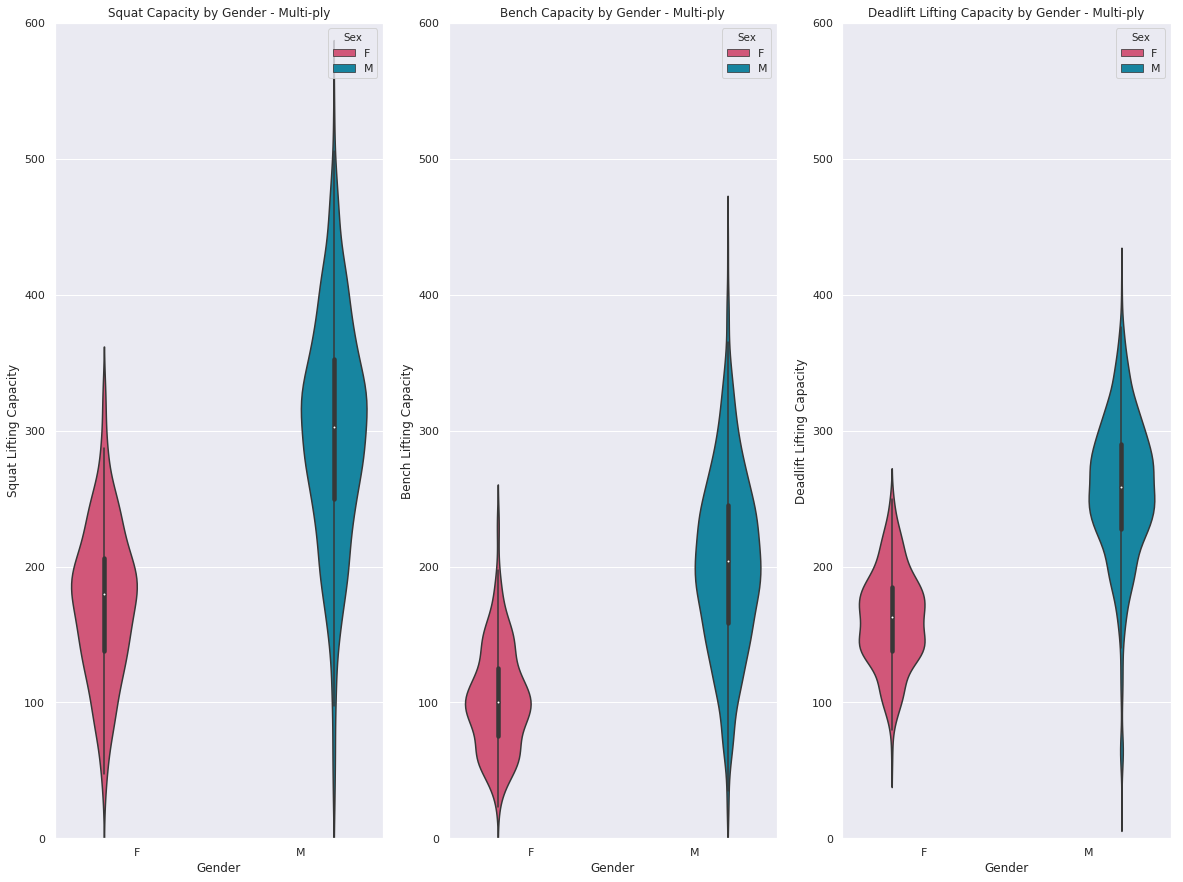 Squat Capacity by Gender - Multi-ply
Sex
F
M
600
500
400
300
200
100
0
Squat Lifting Capacity
F
M
Gender
Bench Capacity by Gender - Multi-ply
Sex
F
M
600
500
400
300
200
100
0
Bench Lifting Capacity
F
M
Gender
Deadlift Lifting Capacity by Gender - Multi-ply
Sex
F
M
600
500
400
300
200
100
0
Deadlift Lifting Capacity
F
M
Gender